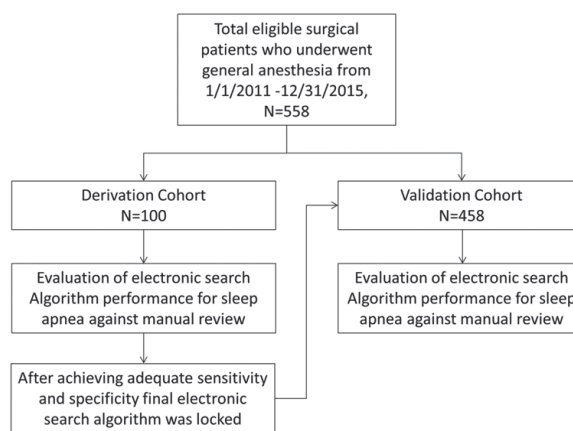 Total eligible surgical
patients who underwent
general anesthesia from
1/1/2011 -12/31/2015,
N=558
Derivation Cohort
N=100
Validation Cohort
N=458
Evaluation of electronic search
Algorithm performance for sleep
apnea against manual review
Evaluation of electronic search
Algorithm performance for sleep
apnea against manual review
After achieving adequate sensitivity
and specificity final electronic
search algorithm was locked